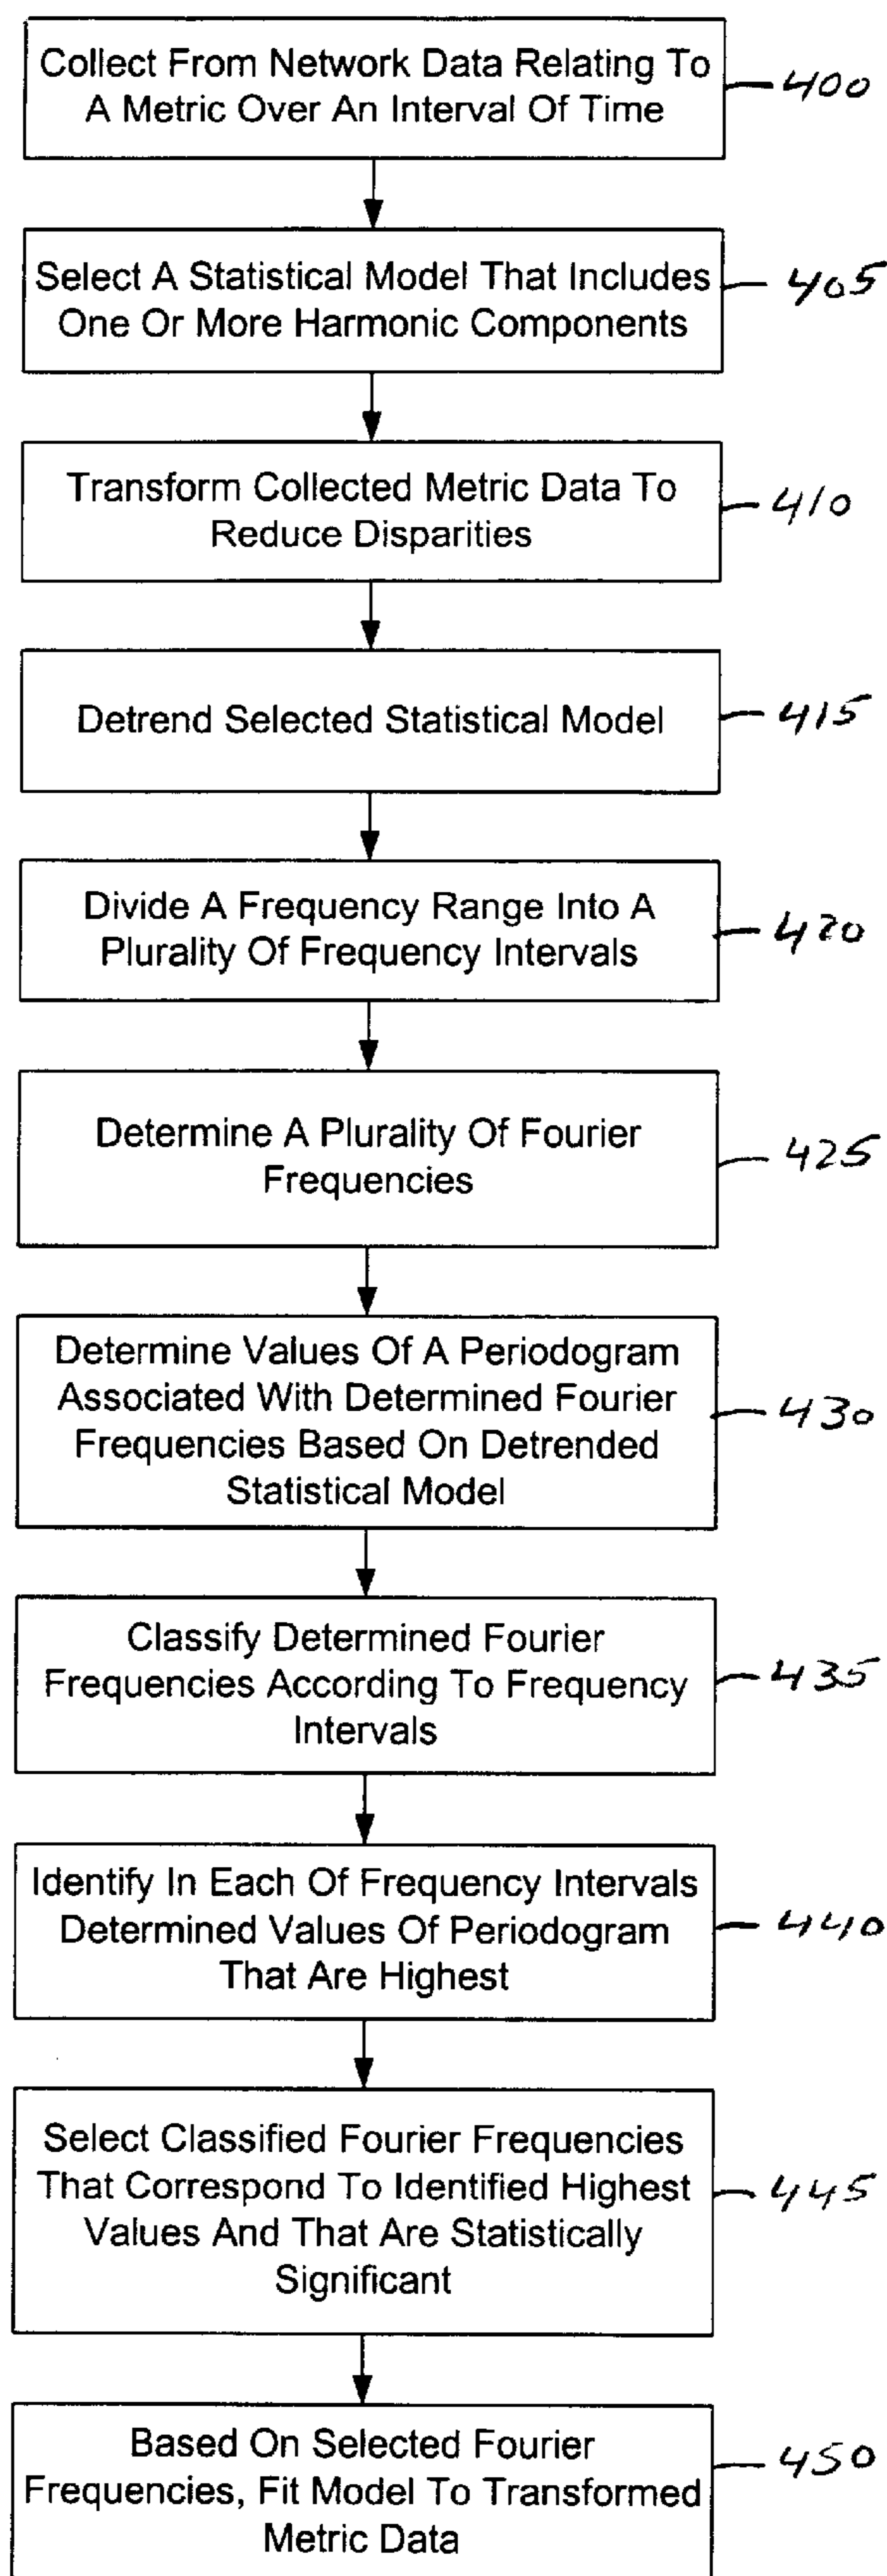 Collect From Network Data Relating To
A Metric Over An Interval Of Time
400
Select A Statistical Model That Includes
One Or More Harmonic Components
405
Transform Collected Metric Data To
Reduce Disparities
410
Detrend Selected Statistical Model
415
Divide A Frequency Range Into A
Plurality Of Frequency Intervals
420
Determine A Plurality Of Fourier
Frequencies
425
Determine Values Of A Periodogram
Associated With Determined Fourier
Frequencies Based On Detrended
Statistical Model
430
Classify Determined Fourier
Frequencies According To Frequency
Intervals
435
Identify In Each Of Frequency Intervals
Determined Values Of Periodogram
That Are Highest
440
Select Classified Fourier Frequencies
That Correspond To Identified Highest
Values And That Are Statistically
Significant
445
Based On Selected Fourier
Frequencies, Fit Model To Transformed
Metric Data
450